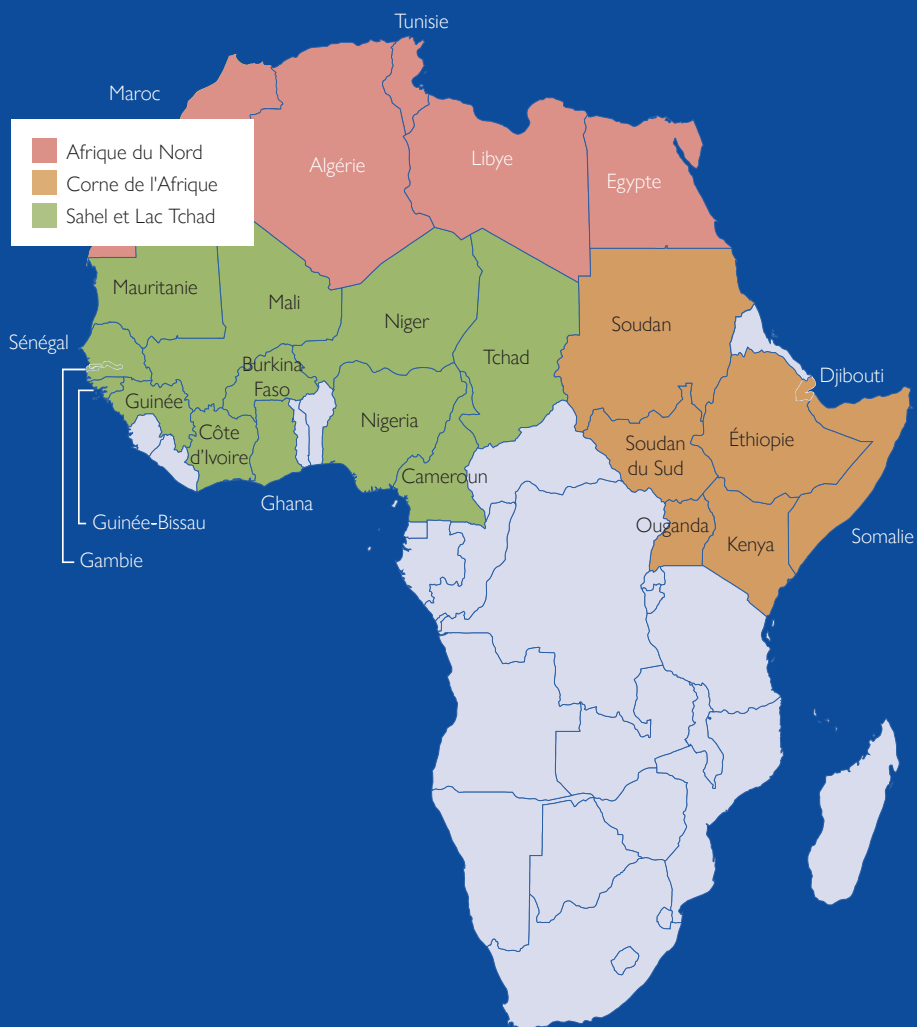 Tunisie
Maroc
Afrique du Nord
Corne de l'Afrique
Sahel et Lac Tchad
Algérie
Libye
Egypte
Mauritanie
Mali
Niger
Tchad
Soudan
Sénégal
Burkina
Faso
Djibouti
Guinée
Côte
d'Ivoire
Nigeria
Soudan
du Sud
Éthiopie
Cameroun
Ghana
Guinée-Bissau
Ouganda
Kenya
Somalie
Gambie